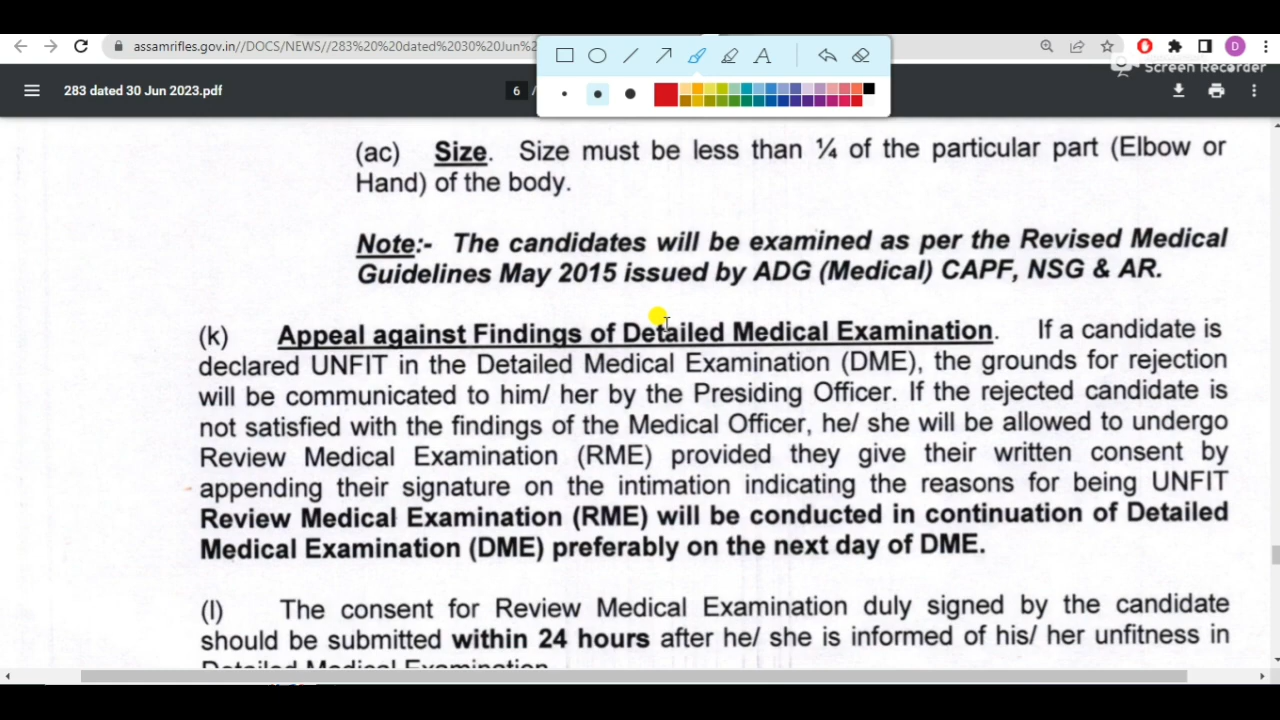 assamrifles.gov.in//DOCS/NEWS//283%20%20dated%2030%20Jun%2
D
Screen Recorder
283 dated 30 Jun 2023.pdf
6 /
A
(ac) Size. Size must be less than ¼ of the particular part (Elbow or
Hand) of the body.
Note:- The candidates will be examined as per the Revised Medical
Guidelines May 2015 issued by ADG (Medical) CAPF, NSG & AR.
(k) Appeal against Findings of Detailed Medical Examination. If a candidate is
declared UNFIT in the Detailed Medical Examination (DME), the grounds for rejection
will be communicated to him/ her by the Presiding Officer. If the rejected candidate is
not satisfied with the findings of the Medical Officer, he/ she will be allowed to undergo
Review Medical Examination (RME) provided they give their written consent by
appending their signature on the intimation indicating the reasons for being UNFIT
Review Medical Examination (RME) will be conducted in continuation of Detailed
Medical Examination (DME) preferably on the next day of DME.
(l) The consent for Review Medical Examination duly signed by the candidate
should be submitted within 24 hours after he/ she is informed of his/ her unfitness in
Detailed Medical Examination